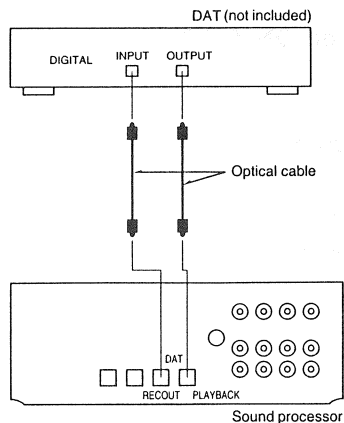 DAT (not included)
DIGITAL INPUT OUTPUT
Optical cable
DAT
RECOUT PLAYBACK
Sound processor